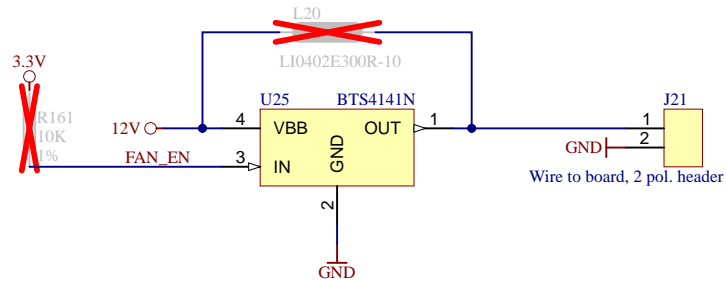 L20
LI0402E300R-10
3.3V
R161
10K
1%
12V
FAN_EN
U25
BTS4141N
4
VBB
OUT
1
3
IN
GND
2
GND
J21
1
2
GND
Wire to board, 2 pol. header